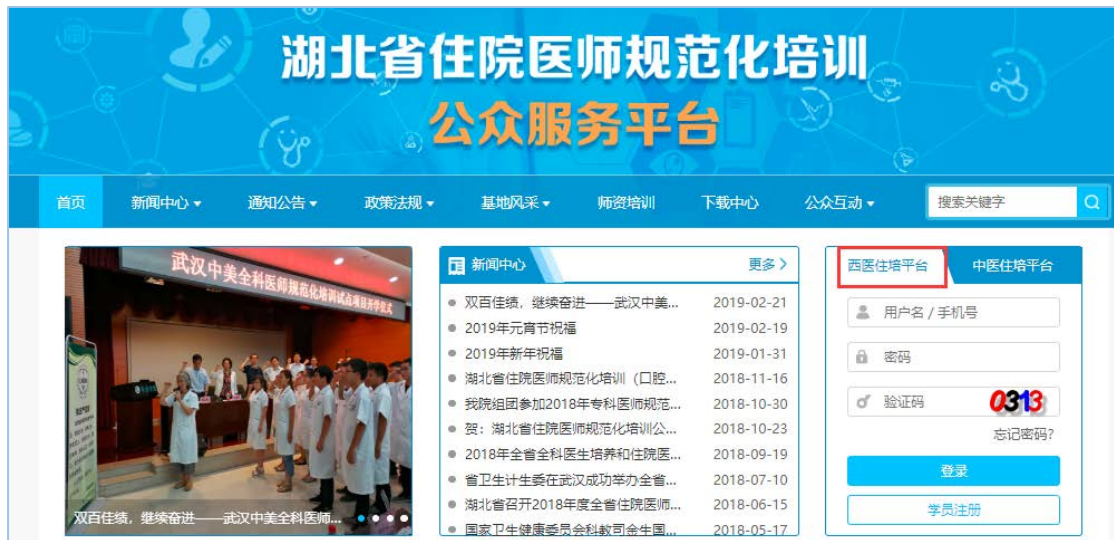 湖北省住院医师规范化培训
公众服务平台
首页 新闻中心 通知公告 政策法规 基地风采 师资培训 下载中心 公众互动 搜索关键字
武汉中美全科医师规范化培训试点项目开学仪式
双百佳绩，继续奋进——武汉中美全科医师...
新闻中心 更多
双百佳绩，继续奋进——武汉中美... 2019-02-21
2019年元宵节祝福 2019-02-19
2019年新年祝福 2019-01-31
湖北省住院医师规范化培训（口腔... 2018-11-16
我院组团参加2018年专科医师规范... 2018-10-30
贺：湖北省住院医师规范化培训公... 2018-10-23
2018年全省全科医生培养和住院医... 2018-09-19
省卫生计生委在武汉成功举办全省... 2018-07-10
湖北省召开2018年度全省住院医师... 2018-06-15
国家卫生健康委员会科教司金生国... 2018-05-17
西医住培平台 中医住培平台
用户名 / 手机号
密码
验证码 0313
忘记密码?
登录
学员注册